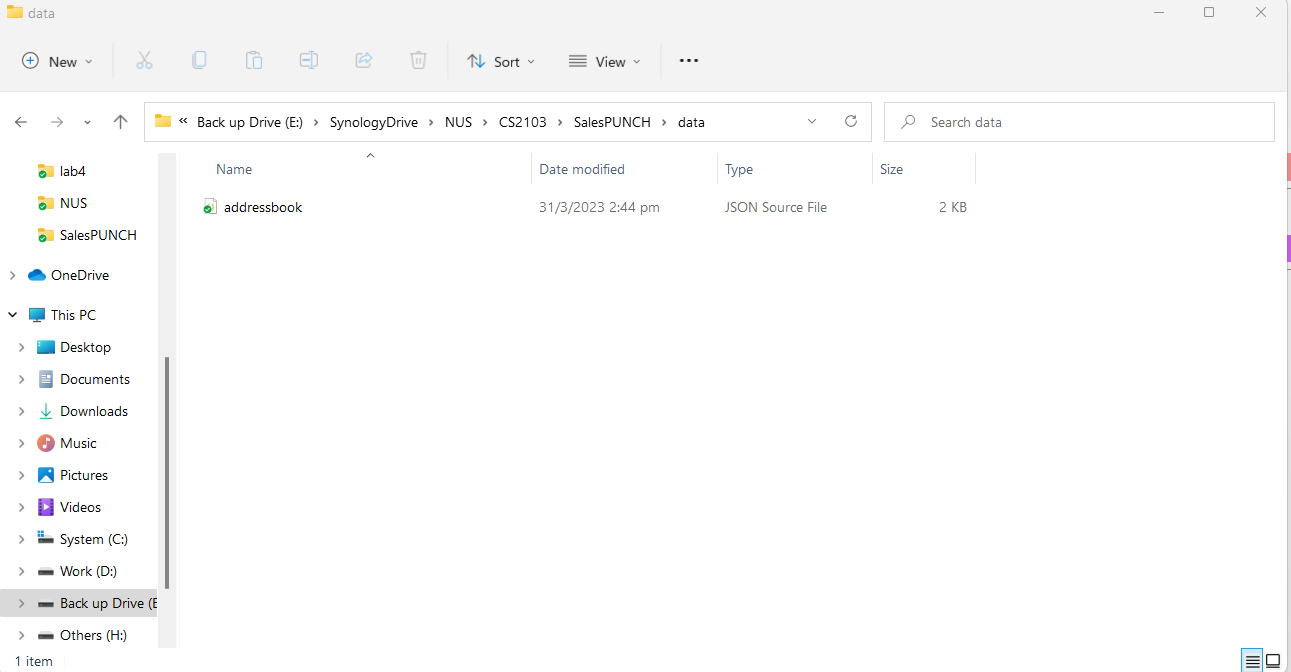 data
New Sort View
« Back up Drive (E:) › SynologyDrive › NUS › CS2103 › SalesPUNCH › data
Search data
Name Date modified Type Size
addressbook 31/3/2023 2:44 pm JSON Source File 2 KB
lab4
NUS
SalesPUNCH
OneDrive
This PC
Desktop
Documents
Downloads
Music
Pictures
Videos
System (C:)
Work (D:)
Back up Drive (E
Others (H:)
1 item